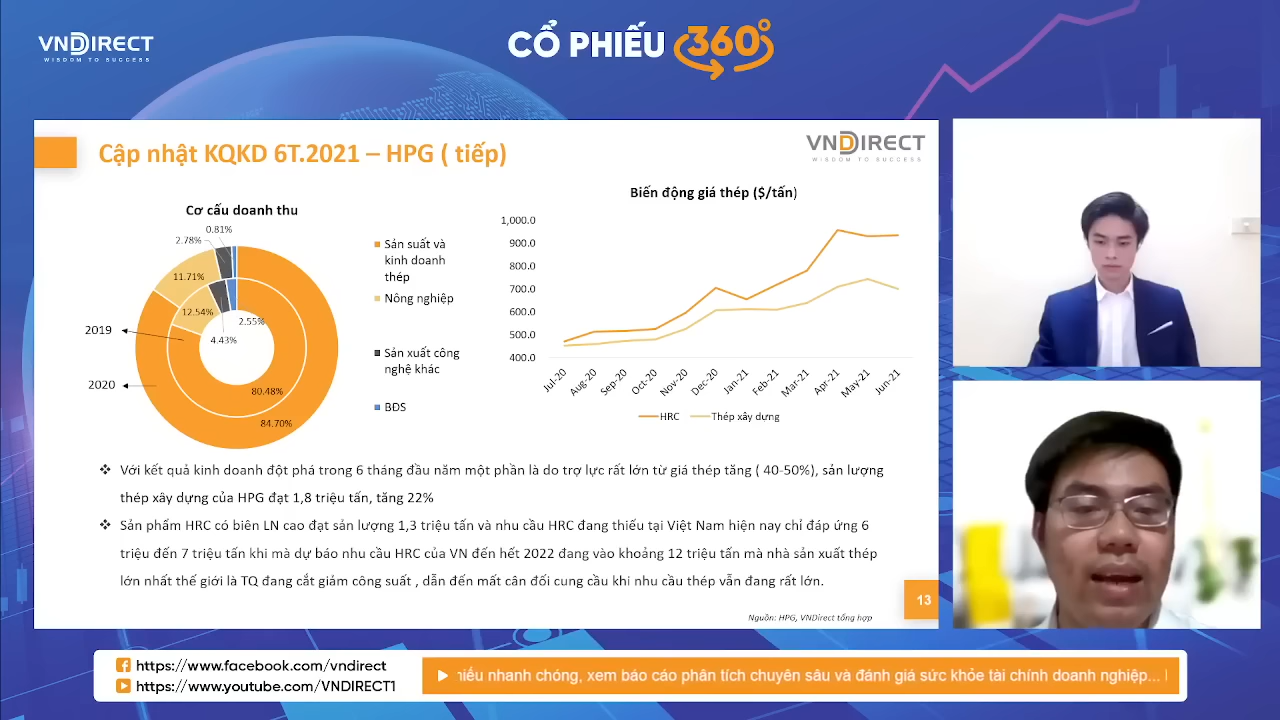 VNDIRECT
WISDOM TO SUCCESS
CỔ PHIẾU 360°
Cập nhật KQKD 6T.2021 – HPG ( tiếp)
VNDIRECT
WISDOM TO SUCCESS
Cơ cấu doanh thu
0.81%
2.78%
11.71%
12.54%
2.55%
4.43%
2019
2020
80.48%
84.70%
Sản suất và
kinh doanh
thép
Nông nghiệp
Sản xuất công
nghệ khác
BĐS
Biến động giá thép ($/tấn)
1,000.0
900.0
800.0
700.0
600.0
500.0
400.0
Jul-20
Aug-20
Sep-20
Oct-20
Nov-20
Dec-20
Jan-21
Feb-21
Mar-21
Apr-21
May-21
Jun-21
HRC
Thép xây dựng
❖ Với kết quả kinh doanh đột phá trong 6 tháng đầu năm một phần là do trợ lực rất lớn từ giá thép tăng ( 40-50%), sản lượng
thép xây dựng của HPG đạt 1,8 triệu tấn, tăng 22%
❖ Sản phẩm HRC có biên LN cao đạt sản lượng 1,3 triệu tấn và nhu cầu HRC đang thiếu tại Việt Nam hiện nay chỉ đáp ứng 6
triệu đến 7 triệu tấn khi mà dự báo nhu cầu HRC của VN đến hết 2022 đang vào khoảng 12 triệu tấn mà nhà sản xuất thép
lớn nhất thế giới là TQ đang cắt giảm công suất , dẫn đến mất cân đối cung cầu khi nhu cầu thép vẫn đang rất lớn.
13
Nguồn: HPG, VNDirect tổng hợp
https://www.facebook.com/vndirect
https://www.youtube.com/VNDIRECT1
nhanh chóng, xem báo cáo phân tích chuyên sâu và đánh giá sức khỏe tài chính doanh nghiệp...